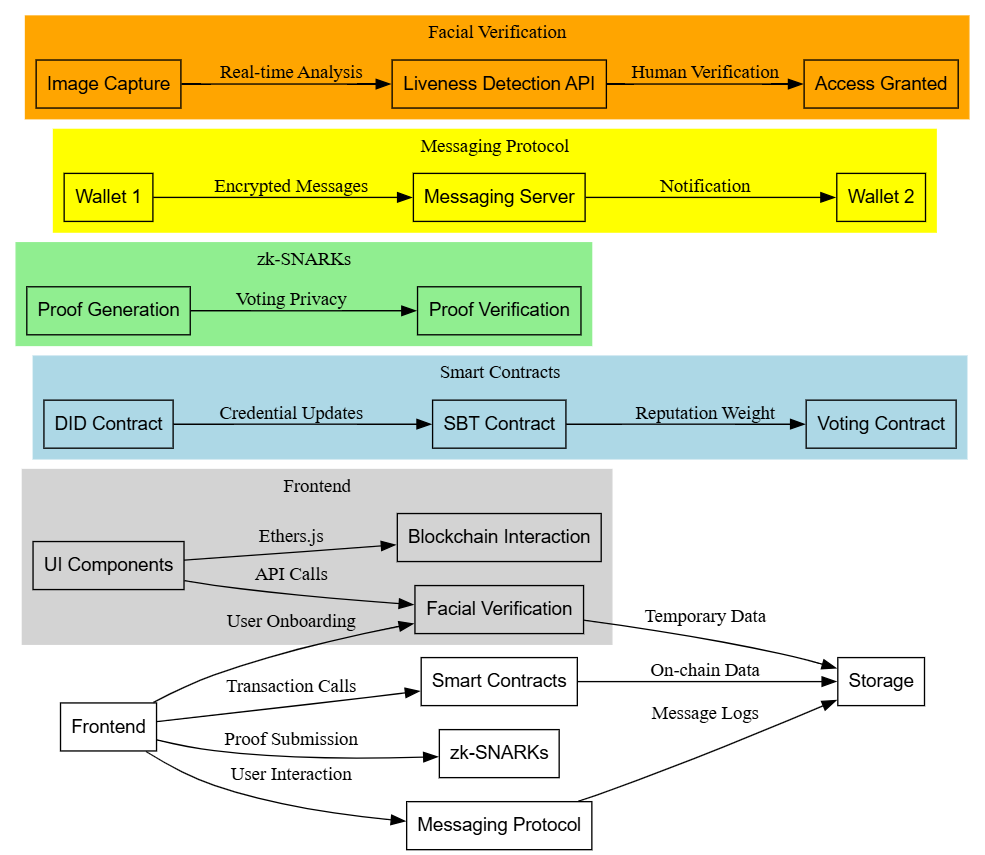 Facial Verification
Image Capture
Real-time Analysis
Liveness Detection API
Human Verification
Access Granted
Messaging Protocol
Wallet 1
Encrypted Messages
Messaging Server
Notification
Wallet 2
zk-SNARKs
Proof Generation
Voting Privacy
Proof Verification
Smart Contracts
DID Contract
Credential Updates
SBT Contract
Reputation Weight
Voting Contract
Frontend
UI Components
Ethers.js
Blockchain Interaction
API Calls
Facial Verification
User Onboarding
Temporary Data
Frontend
Transaction Calls
Smart Contracts
On-chain Data
Storage
Proof Submission
zk-SNARKs
Message Logs
User Interaction
Messaging Protocol